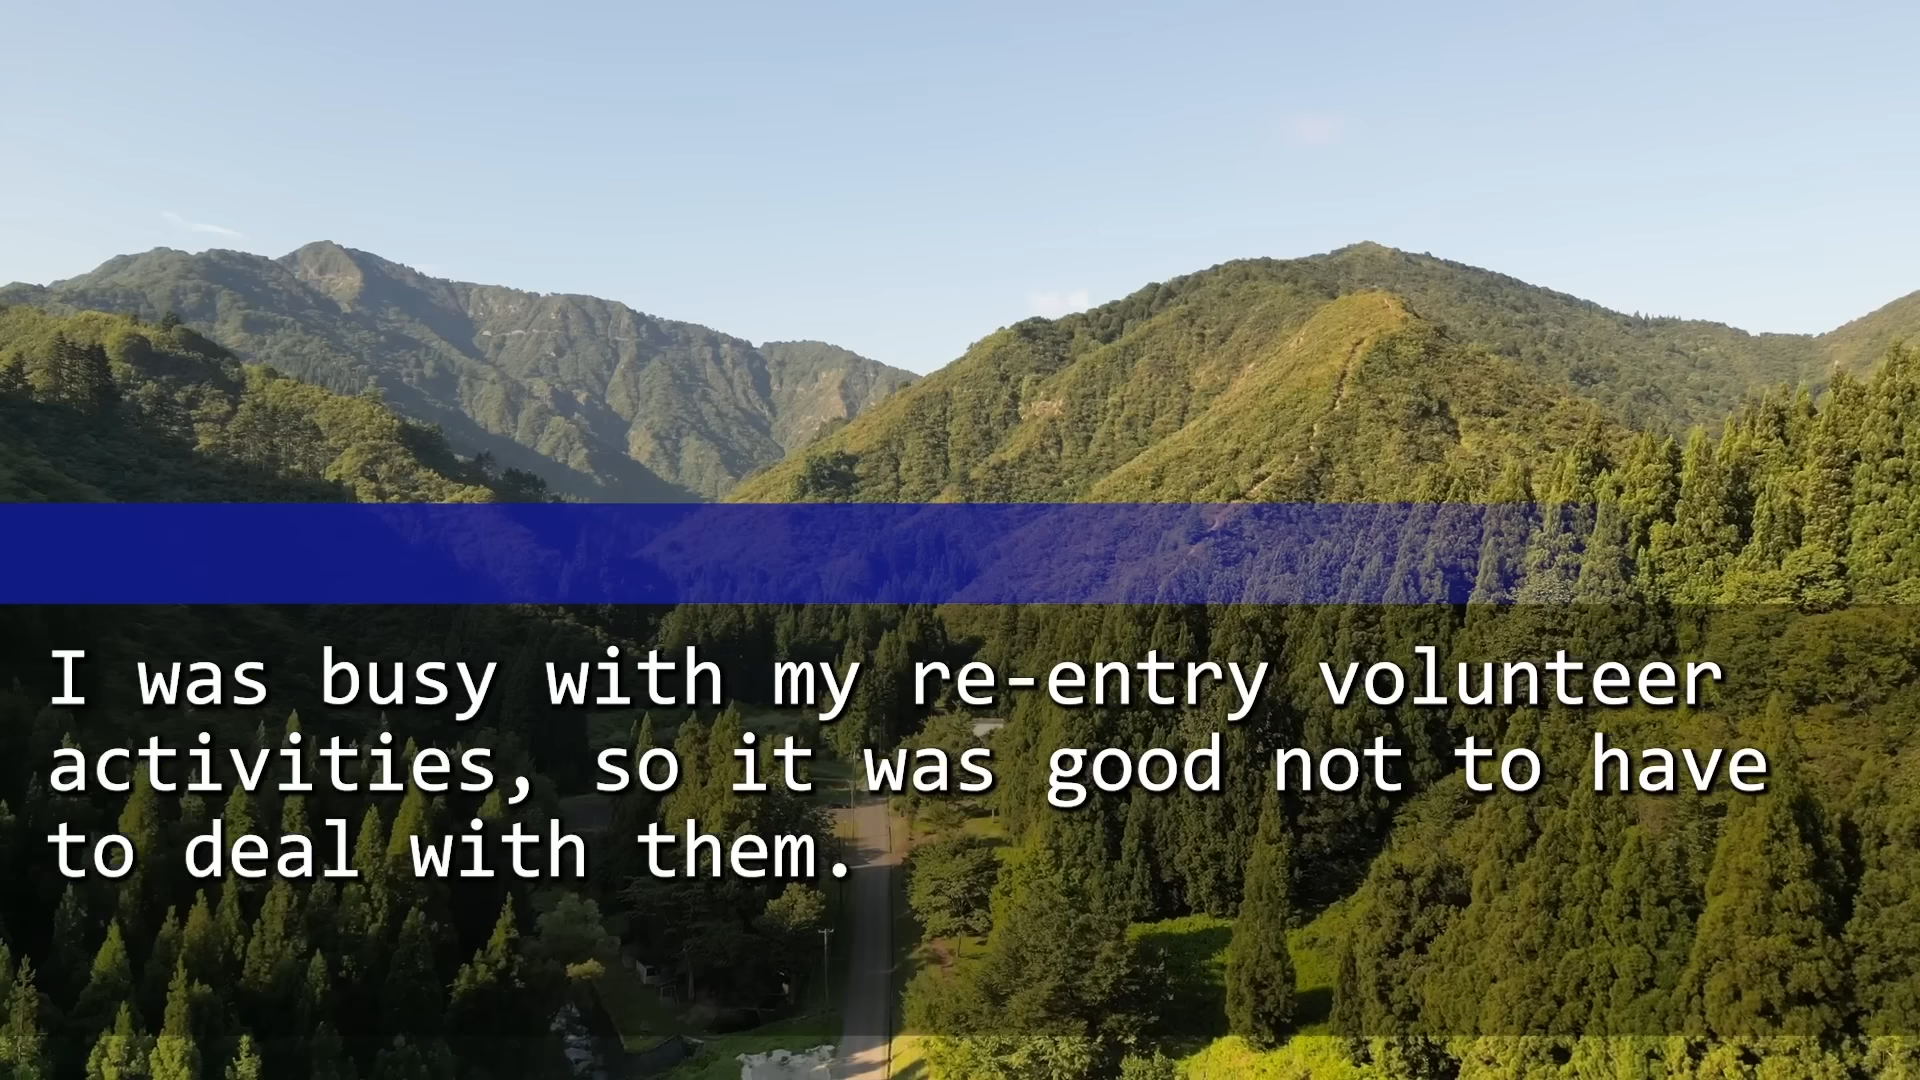 I was busy with my re-entry volunteer
activities, so it was good not to have
to deal with them.